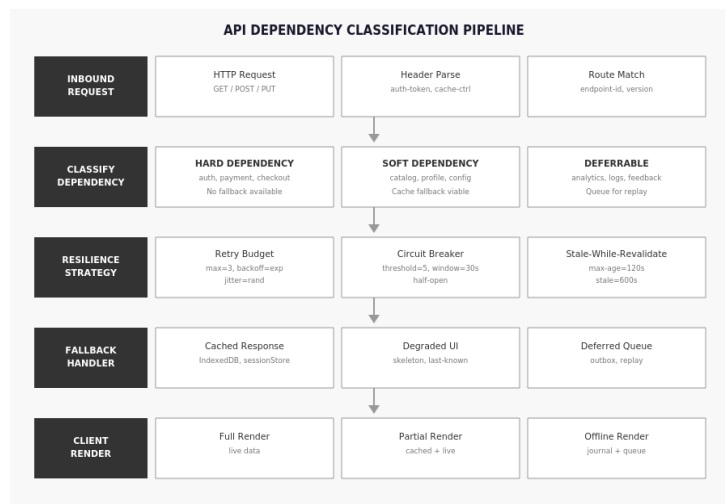 API DEPENDENCY CLASSIFICATION PIPELINE
INBOUND
REQUEST
HTTP Request
GET / POST / PUT
Header Parse
auth-token, cache-ctrl
Route Match
endpoint-id, version
CLASSIFY
DEPENDENCY
HARD DEPENDENCY
auth, payment, checkout
No fallback available
SOFT DEPENDENCY
catalog, profile, config
Cache fallback viable
DEFERRABLE
analytics, logs, feedback
Queue for replay
RESILIENCE
STRATEGY
Retry Budget
max=3, backoff=exp
jitter=rand
Circuit Breaker
threshold=5, window=30s
half-open
Stale-While-Revalidate
max-age=120s
stale=600s
FALLBACK
HANDLER
Cached Response
IndexedDB, sessionStore
Degraded UI
skeleton, last-known
Deferred Queue
outbox, replay
CLIENT
RENDER
Full Render
live data
Partial Render
cached + live
Offline Render
journal + queue